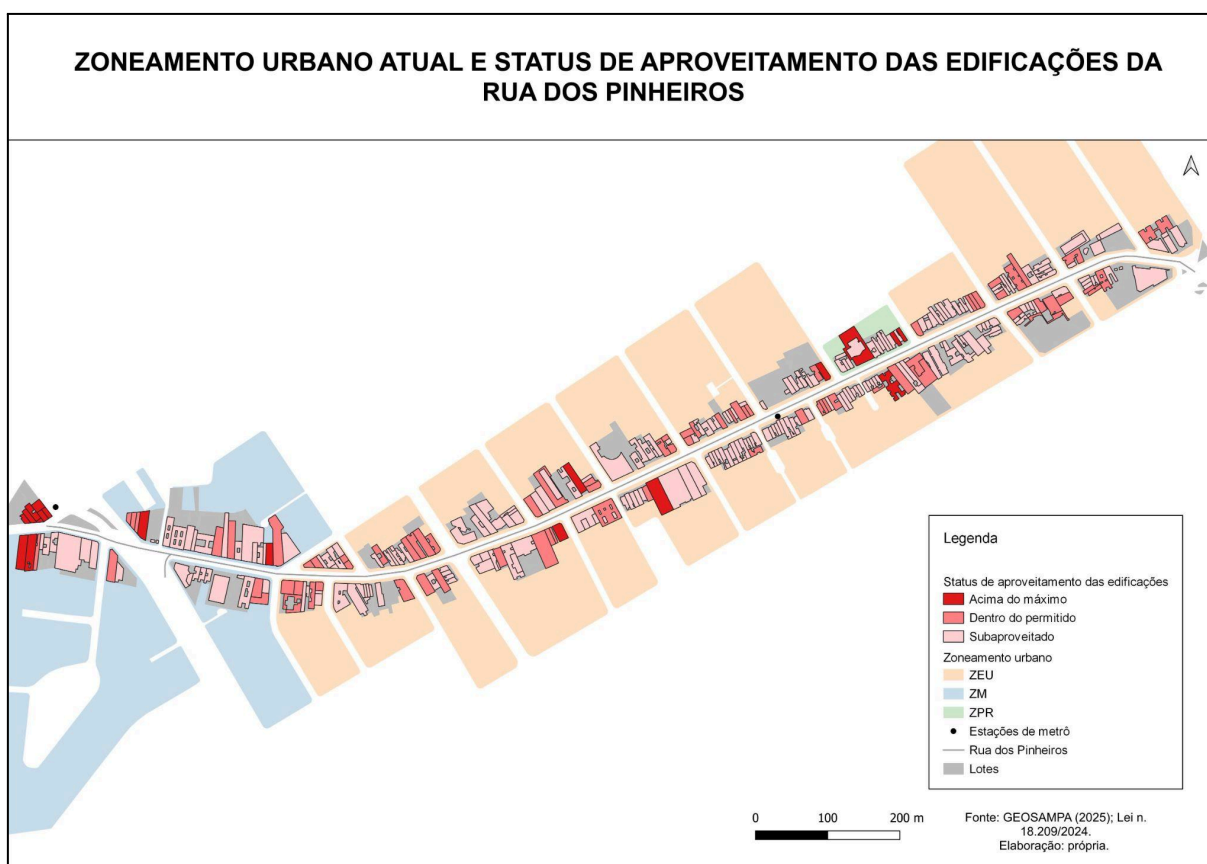 ZONEAMENTO URBANO ATUAL E STATUS DE APROVEITAMENTO DAS EDIFICAÇÕES DA
RUA DOS PINHEIROS
Legenda
Status de aproveitamento das edificações
Acima do máximo
Dentro do permitido
Subaproveitado
Zoneamento urbano
ZEU
ZM
ZPR
Estações de metrô
Rua dos Pinheiros
Lotes
0 100 200 m
Fonte: GEOSAMPA (2025); Lei n.
18.209/2024.
Elaboração: própria.